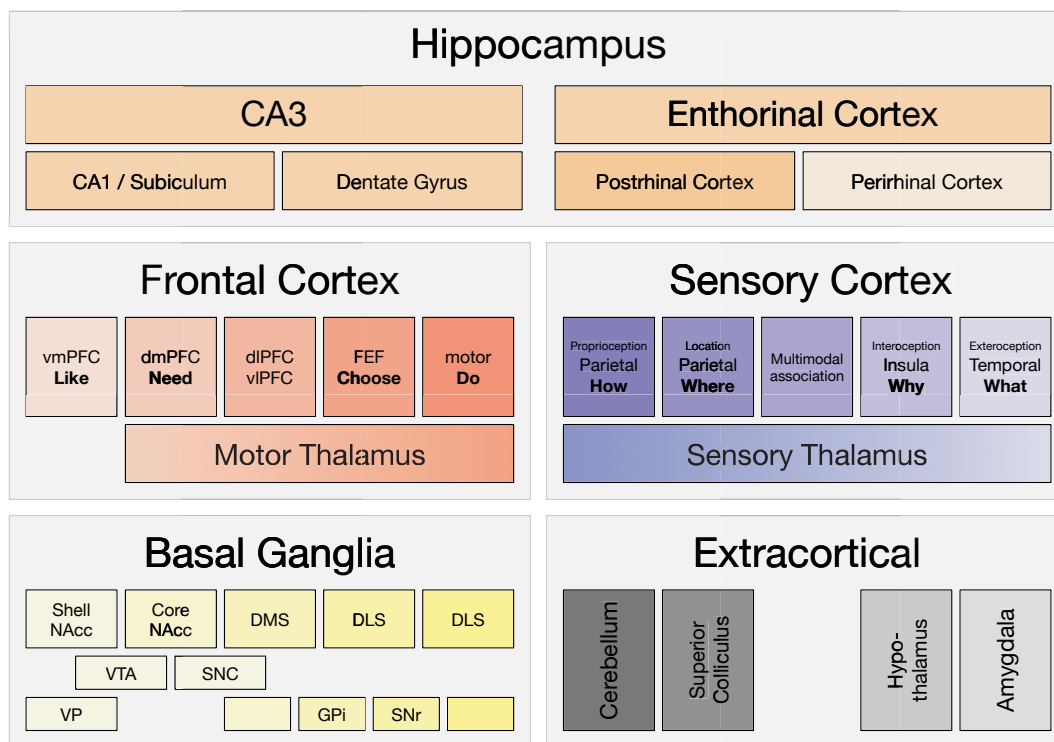 Hippocampus
CA3
Enthorinal Cortex
CA1 / Subiculum
Dentate Gyrus
Postrhinal Cortex
Perirhinal Cortex
Frontal Cortex
vmPFC
Like
dmPFC
Need
dlPFC
vlPFC
FEF
Choose
motor
Do
Motor Thalamus
Sensory Cortex
Proprioception
Parietal
How
Location
Parietal
Where
Multimodal
association
Interoception
Insula
Why
Exteroception
Temporal
What
Sensory Thalamus
Basal Ganglia
Shell
NAcc
Core
NAcc
DMS
DLS
DLS
VTA
SNC
VP
GPi
SNr
Extracortical
Cerebellum
Superior
Colliculus
Hypo-
thalamus
Amygdala